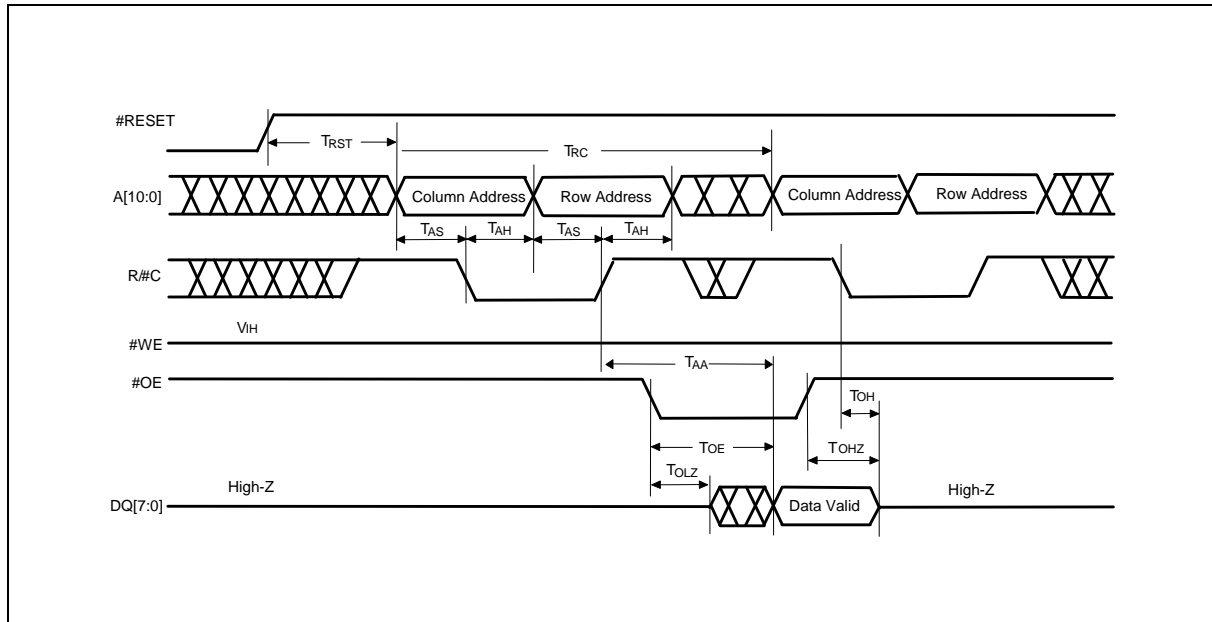 #RESET
TRST
TRC
A[10:0]
Column Address
Row Address
Column Address
Row Address
TAS
TAH
TAS
TAH
R/#C
VIH
#WE
TAA
#OE
TOH
TOE
TOHZ
TOLZ
High-Z
High-Z
DQ[7:0]
Data Valid